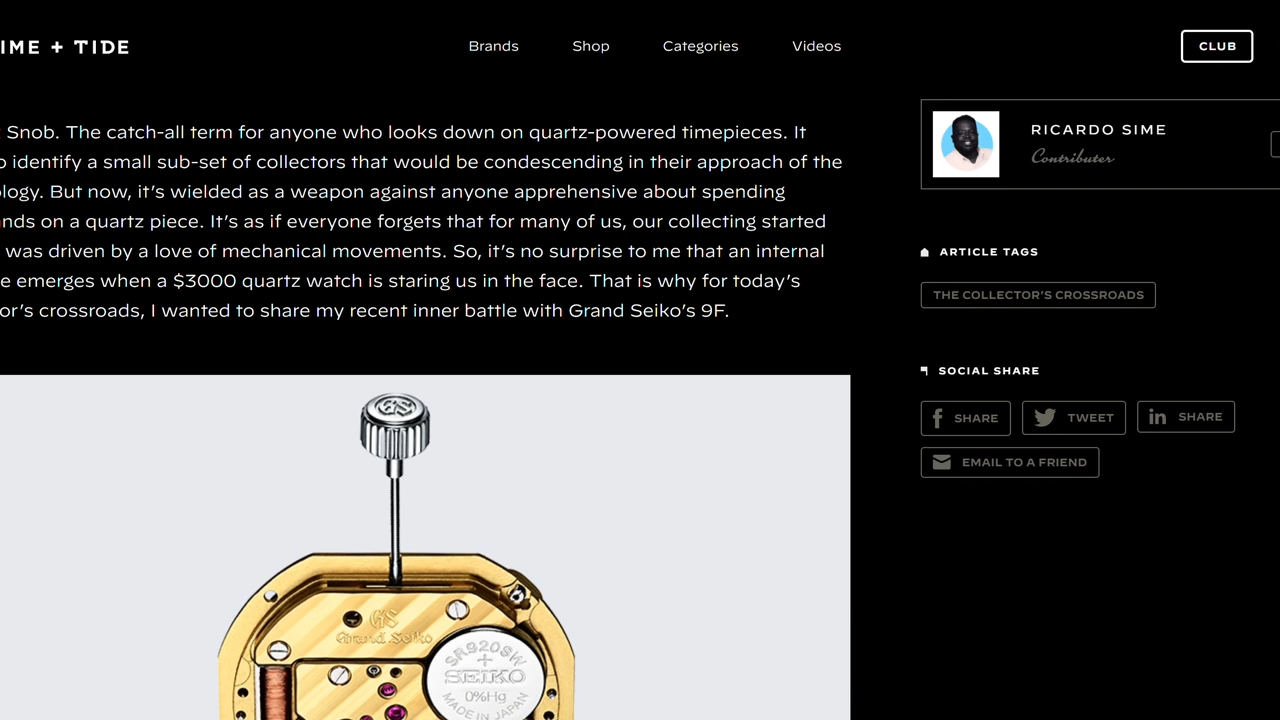 IME + TIDE
Brands
Shop
Categories
Videos
CLUB
Snob. The catch-all term for anyone who looks down on quartz-powered timepieces. It
o identify a small sub-set of collectors that would be condescending in their approach of the
ology. But now, it's wielded as a weapon against anyone apprehensive about spending
ands on a quartz piece. It's as if everyone forgets that for many of us, our collecting started
was driven by a love of mechanical movements. So, it's no surprise to me that an internal
e emerges when a $3000 quartz watch is staring us in the face. That is why for today's
or's crossroads, I wanted to share my recent inner battle with Grand Seiko's 9F.
RICARDO SIME
Contributer
ARTICLE TAGS
THE COLLECTOR'S CROSSROADS
SOCIAL SHARE
SHARE
TWEET
SHARE
EMAIL TO A FRIEND
GS
GS
Grand Seiko
SR920SW
+
SEIKO
0%Hg
MADE IN JAPAN